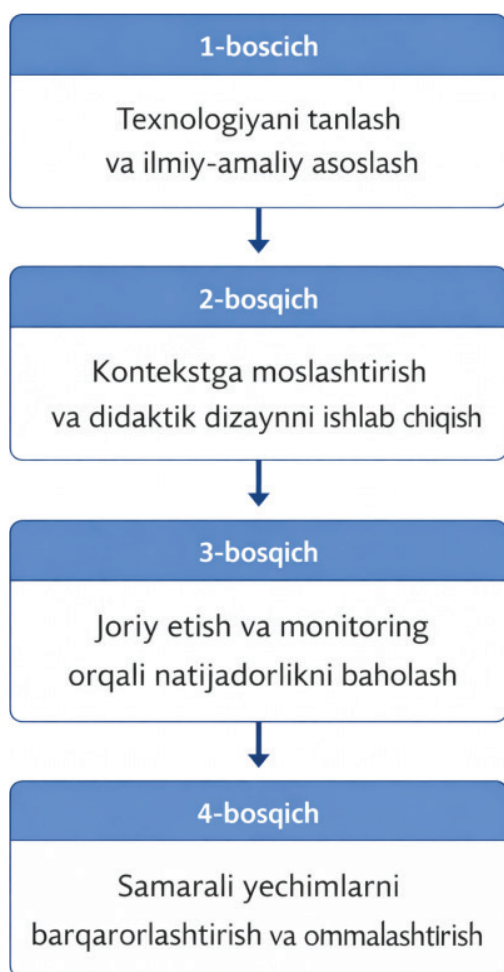 1-boscich
Texnologiyani tanlash
va ilmiy-amaliy asoslash
2-bosqich
Kontekstga moslashtirish
va didaktik dizaynni ishlab chiqish
3-bosqich
Joriy etish va monitoring
orqali natijadorlikni baholash
4-bosqich
Samarali yechimlarni
barqarorlashtirish va ommalashtirish